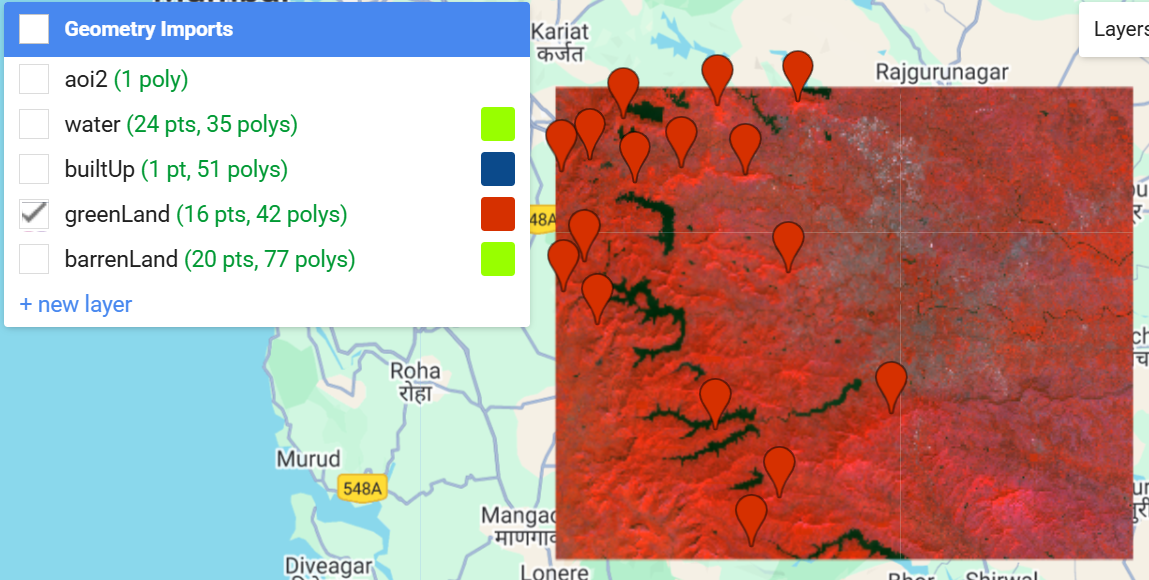 Geometry Imports
aoi2 (1 poly)
water (24 pts, 35 polys)
builtUp (1 pt, 51 polys)
greenLand (16 pts, 42 polys)
barrenLand (20 pts, 77 polys)
+ new layer
Karjat
कर्जत
Rajgurunagar
Layers
48A
Roha
रोहा
Murud
548A
Mangao
माणगाव
Diveagar
Lonere
Bhor
Shirwal